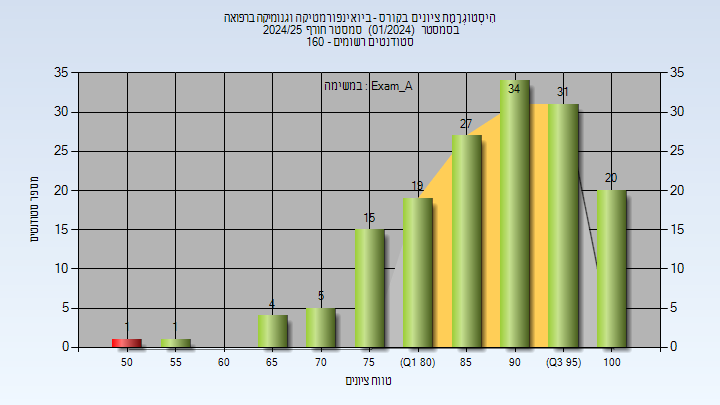 הִיסְטוֹגְרָמַת ציונים בקורס - ביואינפורמטיקה וגנומיקה ברפואה
בסמסטר (01/2024) סמסטר חורף 2024/25
סטודנטים רשומים - 160
במשימה : Exam_A
35 35
30 30
25 25
20 20
15 15
10 10
5 5
0 0
מספר סטודנטים
1 1 4 5 15 19 27 34 31 20
50 55 60 65 70 75 (Q1 80) 85 90 (Q3 95) 100
טווח ציונים